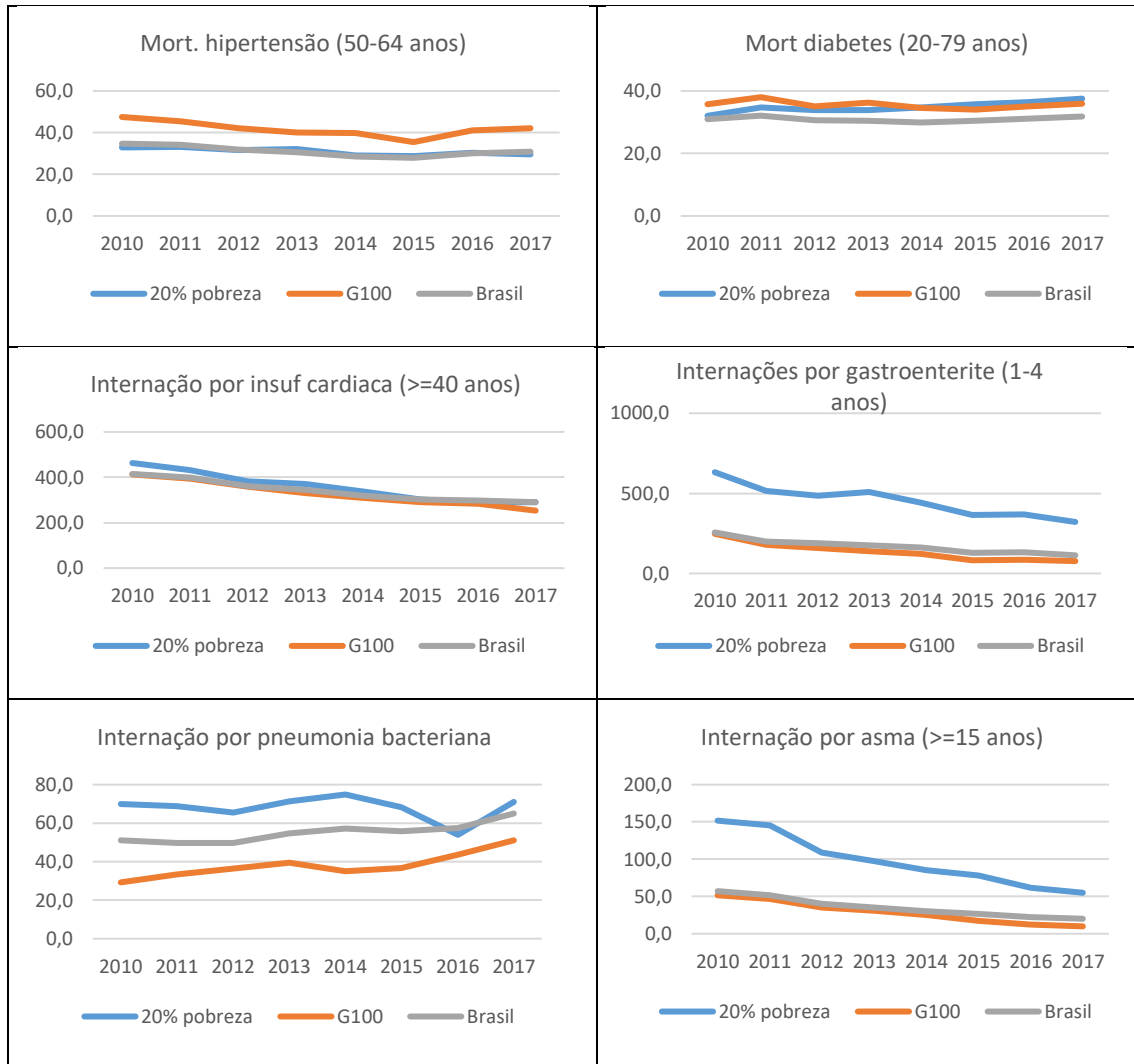 Mort. hipertensão (50-64 anos)
60,0
40,0
20,0
0,0
2010 2011 2012 2013 2014 2015 2016 2017
20% pobreza G100 Brasil
Mort diabetes (20-79 anos)
40,0
20,0
0,0
2010 2011 2012 2013 2014 2015 2016 2017
20% pobreza G100 Brasil
Internação por insuf cardiaca (>=40 anos)
600,0
400,0
200,0
0,0
2010 2011 2012 2013 2014 2015 2016 2017
20% pobreza G100 Brasil
Internações por gastroenterite (1-4
anos)
1000,0
500,0
0,0
2010 2011 2012 2013 2014 2015 2016 2017
20% pobreza G100 Brasil
Internação por pneumonia bacteriana
80,0
60,0
40,0
20,0
0,0
2010 2011 2012 2013 2014 2015 2016 2017
20% pobreza G100 Brasil
Internação por asma (>=15 anos)
200,0
150,0
100,0
50,0
0,0
2010 2011 2012 2013 2014 2015 2016 2017
20% pobreza G100 Brasil